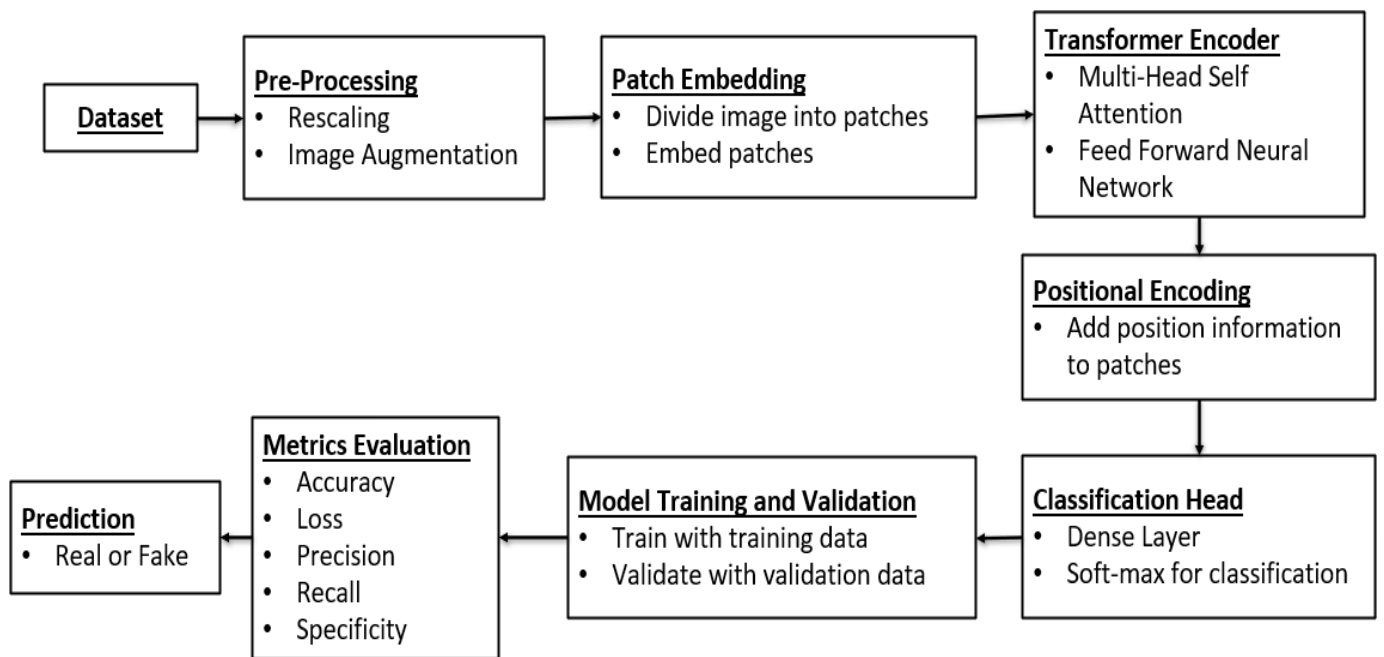 Dataset
Pre-Processing
• Rescaling
• Image Augmentation
Patch Embedding
• Divide image into patches
• Embed patches
Transformer Encoder
• Multi-Head Self
Attention
• Feed Forward Neural
Network
Positional Encoding
• Add position information
to patches
Classification Head
• Dense Layer
• Soft-max for classification
Model Training and Validation
• Train with training data
• Validate with validation data
Metrics Evaluation
• Accuracy
• Loss
• Precision
• Recall
• Specificity
Prediction
• Real or Fake